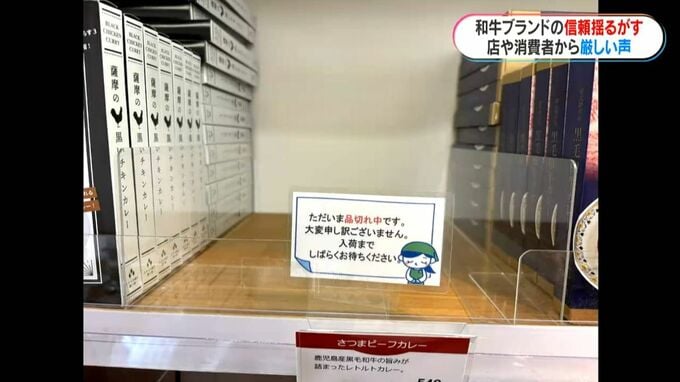 和牛ブランドの信頼揺るがす
店や消費者から厳しい声
BLACK
CHICKEN
CURRY
薩摩の黒いチキンカレー
ただいま品切れ中です。
大変申し訳ございません。
入荷まで
しばらくお待ちください
さつまビーフカレー
鹿児島産黒毛和牛の旨みが
詰まったレトルトカレー。